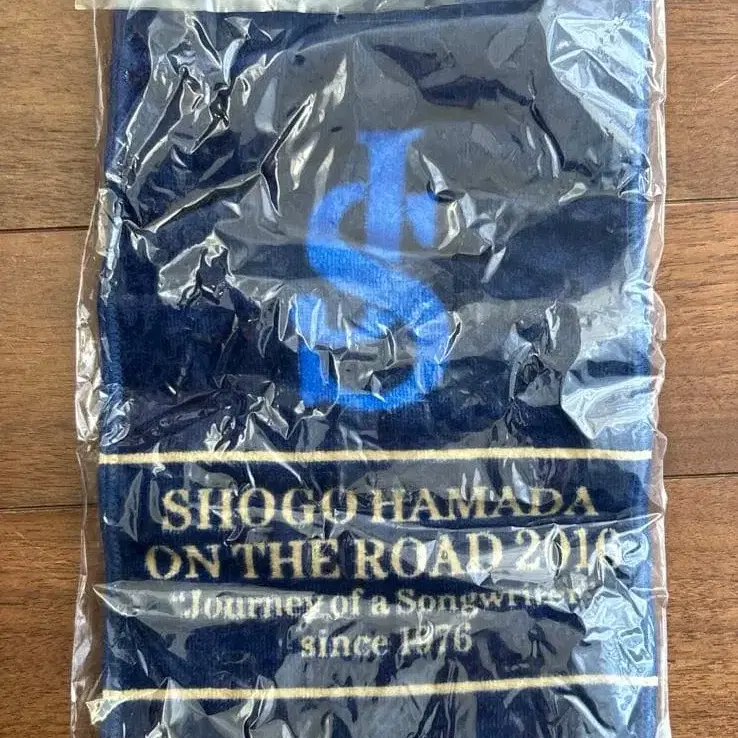 SHOGO HAMADA
ON THE ROAD 2016
"Journey of a Songwriter"
since 1976